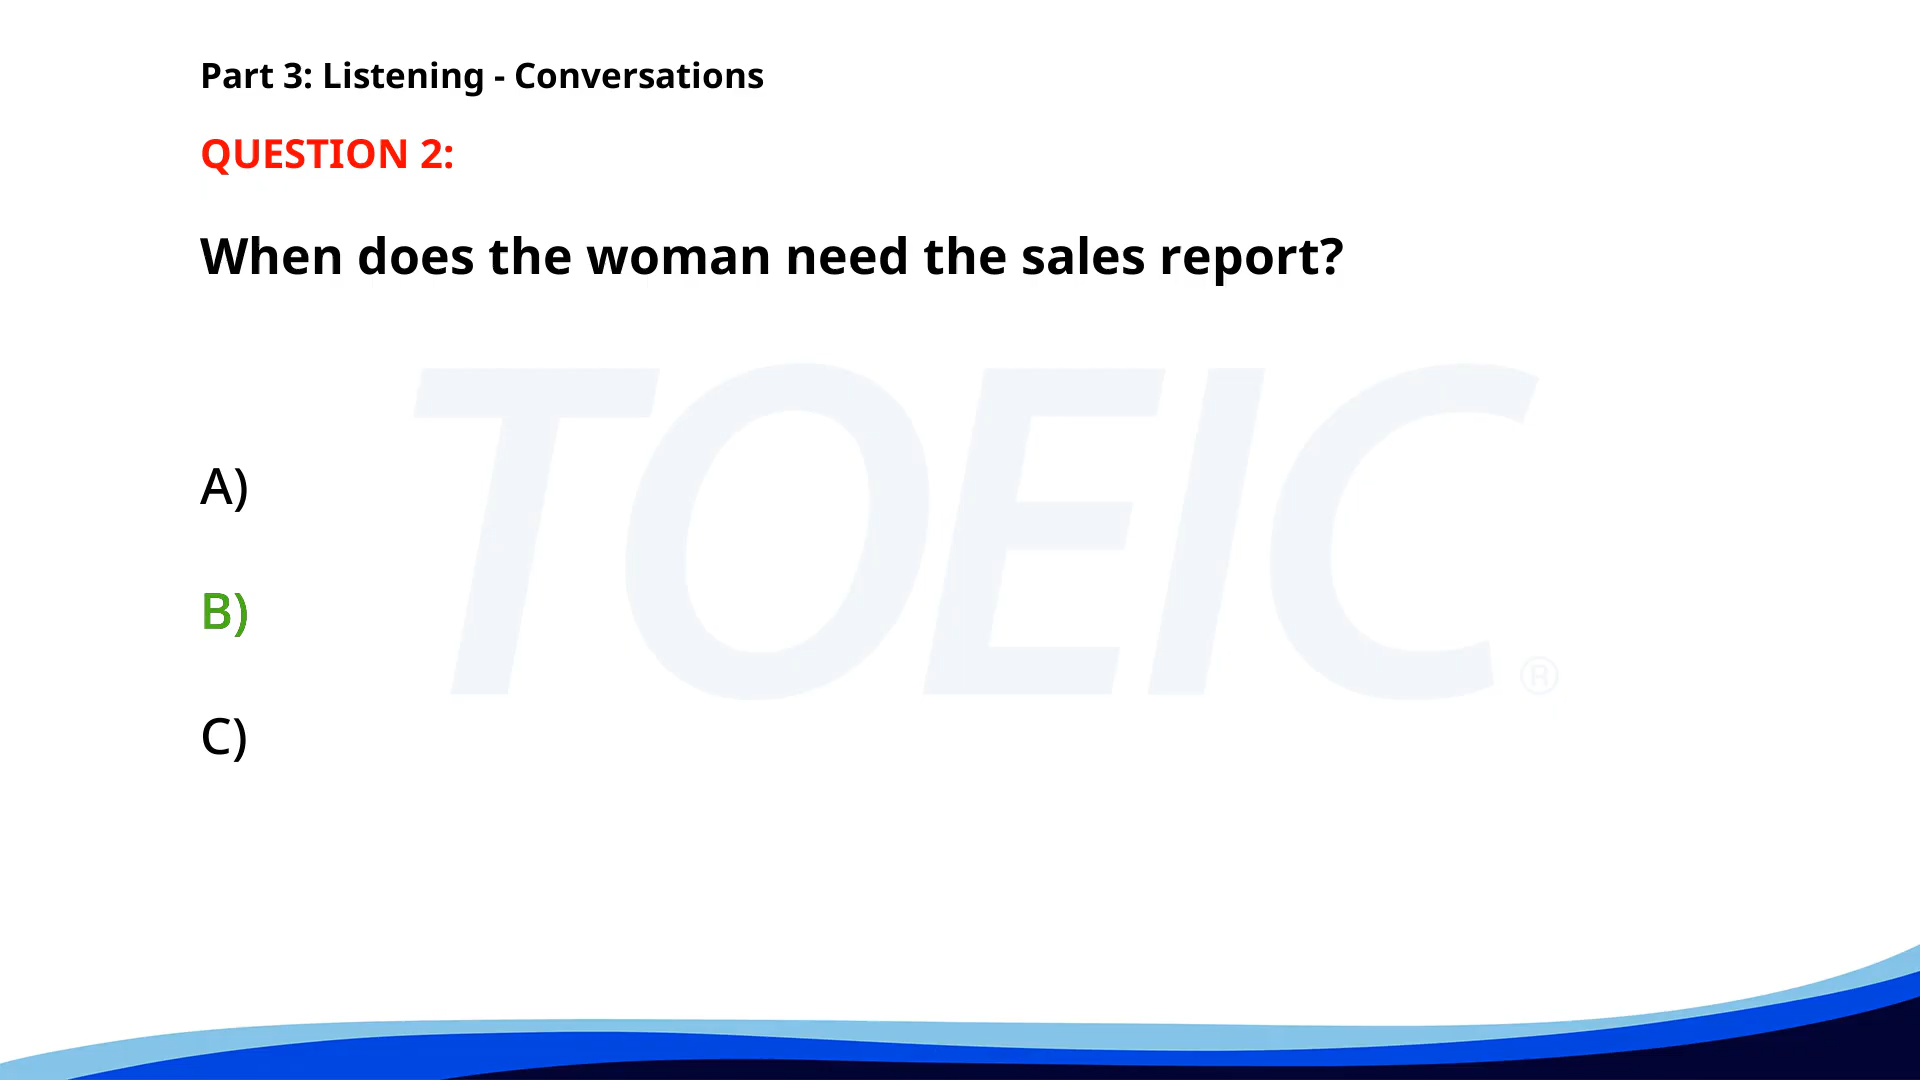 Part 3: Listening - Conversations
QUESTION 2:
When does the woman need the sales report?
TOEIC®
A)
B)
C)